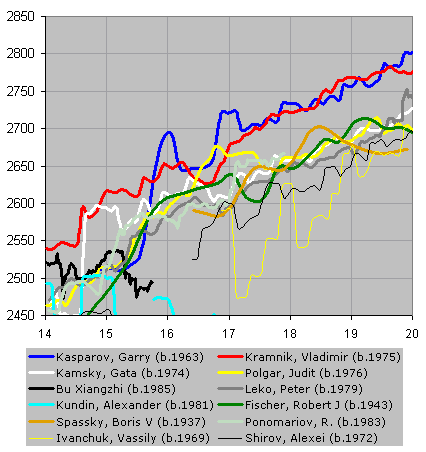 2850
2800
2750
2700
2650
2600
2550
2500
2450
14 15 16 17 18 19 20
Kasparov, Garry (b.1963) Kramnik, Vladimir (b.1975)
Kamsky, Gata (b.1974) Polgar, Judit (b.1976)
Bu Xiangzhi (b.1985) Leko, Peter (b.1979)
Kundin, Alexander (b.1981) Fischer, Robert J (b.1943)
Spassky, Boris V (b.1937) Ponomariov, R. (b.1983)
Ivanchuk, Vassily (b.1969) Shirov, Alexei (b.1972)